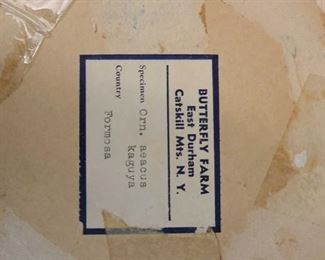 BUTTERFLY FARM
East Durham
Catskill Mts. N. Y.
Specimen Orn. aeacus
kaguya
Country Formosa